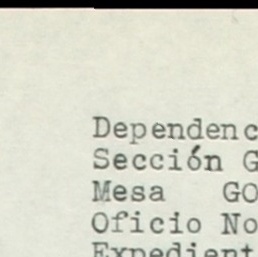 Dependenc
Sección G
Mesa GO
Oficio No
Expedient